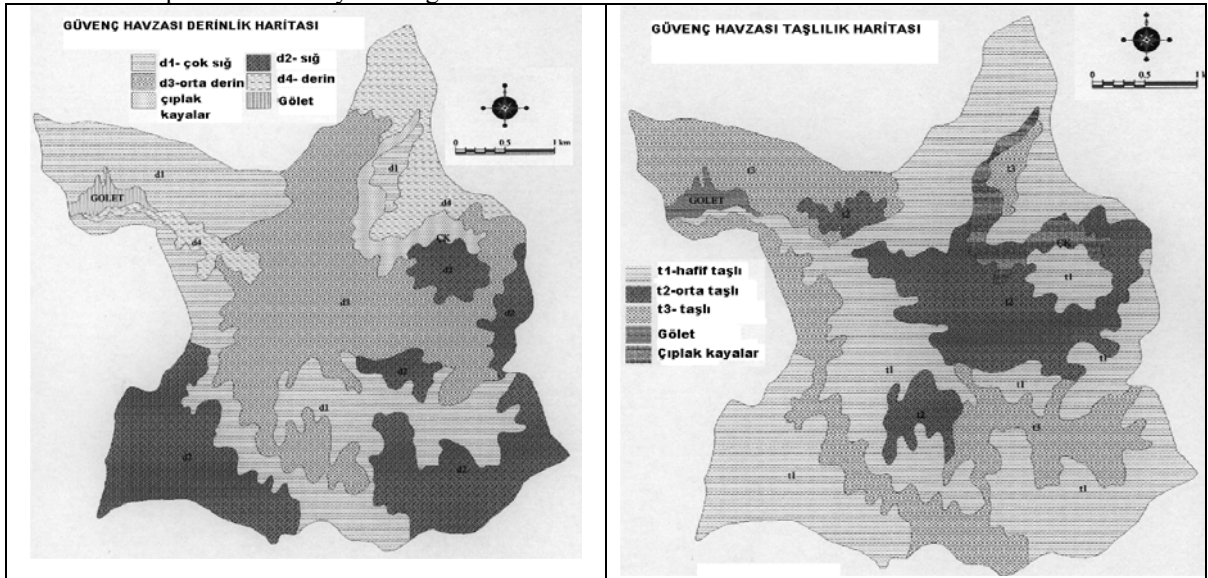 GÜVENÇ HAVZASI DERİNLİK HARİTASI
d1- çok sığ
d2- sığ
d3-orta derin
d4- derin
çıplak
kayalar
Gölet
0 0.5 1 km
d1
d1
GOLET
d4
d4
ÇK
d2
d3
d2
d2
d1
d2
d2
GÜVENÇ HAVZASI TAŞLILIK HARİTASI
0 0.5 1 k
t3
t3
GOLET
t2
ÇK
t1
t2
t1-hafif taşlı
t2-orta taşlı
t3- taşlı
Gölet
Çıplak kayalar
t1
t1
t1
t2
t3
t1
t1